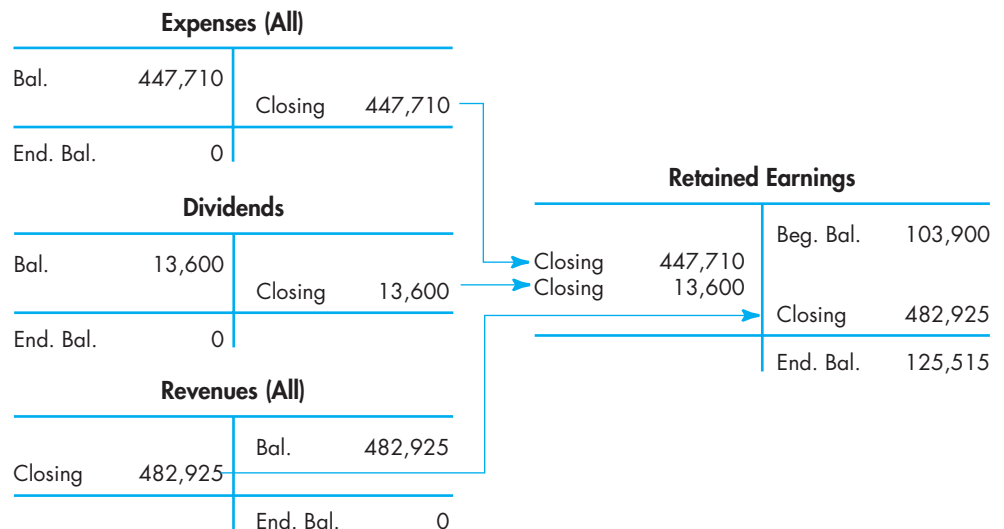 Expenses (All)
Bal. 447,710
Closing 447,710
End. Bal. 0
Dividends
Bal. 13,600
Closing 13,600
End. Bal. 0
Revenues (All)
Bal. 482,925
Closing 482,925
End. Bal. 0
Retained Earnings
Beg. Bal. 103,900
Closing 447,710
Closing 13,600
Closing 482,925
End. Bal. 125,515